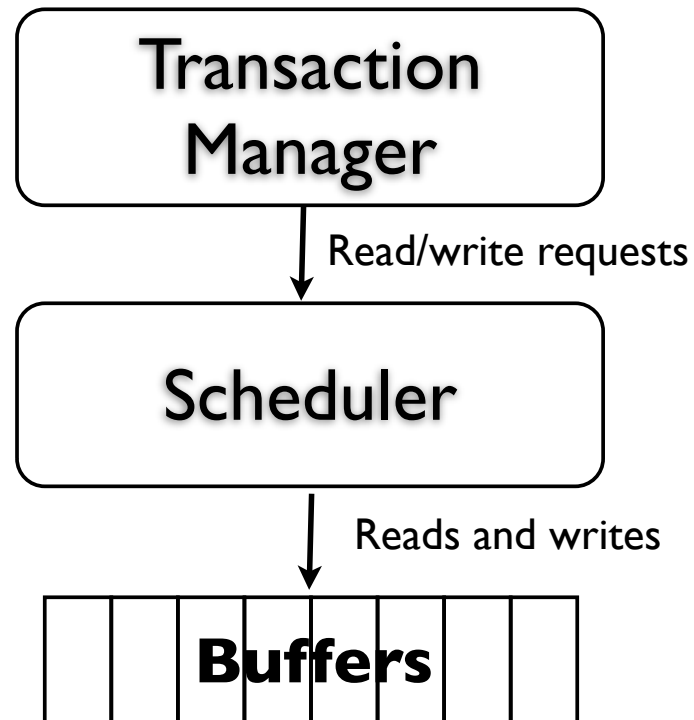 Transaction
Manager
Read/write requests
Scheduler
Reads and writes
Buffers